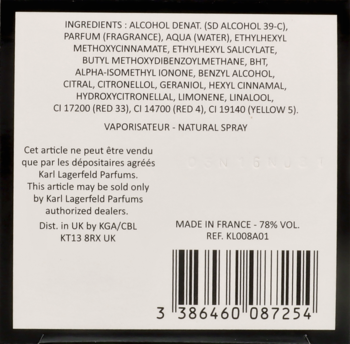 INGREDIENTS : ALCOHOL DENAT. (SD ALCOHOL 39-C),
PARFUM (FRAGRANCE), AQUA (WATER), ETHYLHEXYL
METHOXYCINNAMATE, ETHYLHEXYL SALICYLATE,
BUTYL METHOXYDIBENZOYLMETHANE, BHT,
ALPHA-ISOMETHYL IONONE, BENZYL ALCOHOL,
CITRAL, CITRONELLOL, GERANIOL, HEXYL CINNAMAL,
HYDROXYCITRONELLAL, LIMONENE, LINALOOL,
CI 17200 (RED 33), CI 14700 (RED 4), CI 19140 (YELLOW 5).
VAPORISATEUR - NATURAL SPRAY
Cet article ne peut être vendu
que par les dépositaires agréés
Karl Lagerfeld Parfums.
This article may be sold only
by Karl Lagerfeld Parfums
authorized dealers.
Dist. in UK by KGA/CBL
KT13 8RX UK
MADE IN FRANCE - 78% VOL.
REF. KL008A01
3 386460 087254